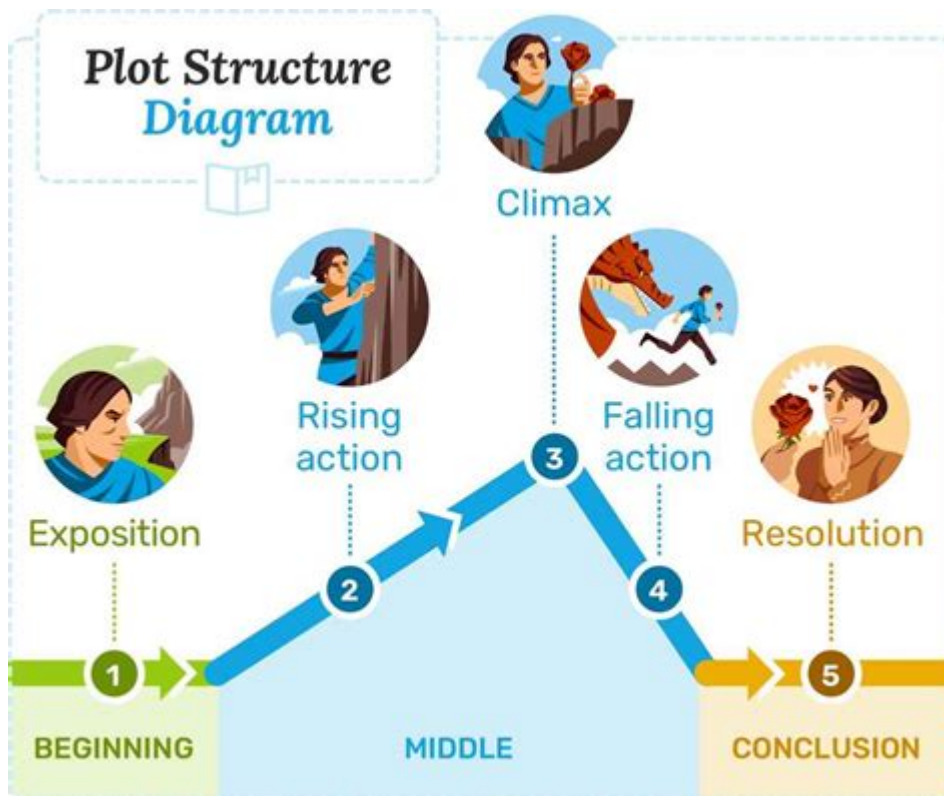 Plot Structure
Diagram
Climax
Rising
action
Falling
action
Exposition
Resolution
3
2
4
1
5
BEGINNING
MIDDLE
CONCLUSION